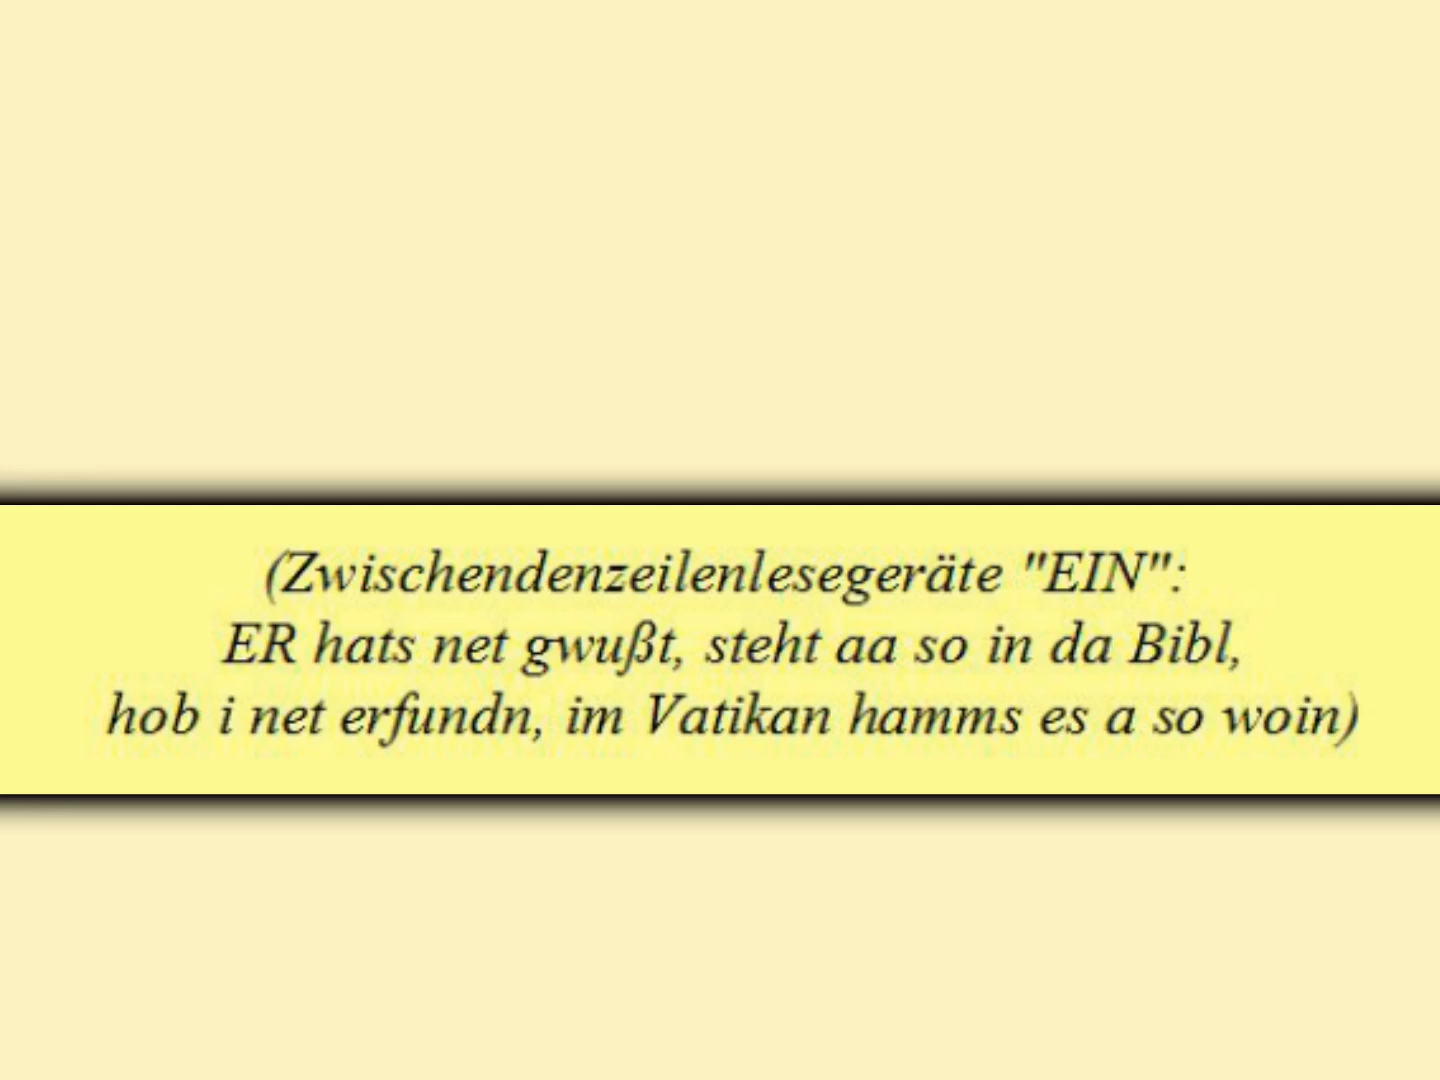 (Zwischendenzeilenlesegeräte "EIN":
ER hats net gwußt, steht aa so in da Bibl,
hob i net erfundn, im Vatikan hamms es a so woin)